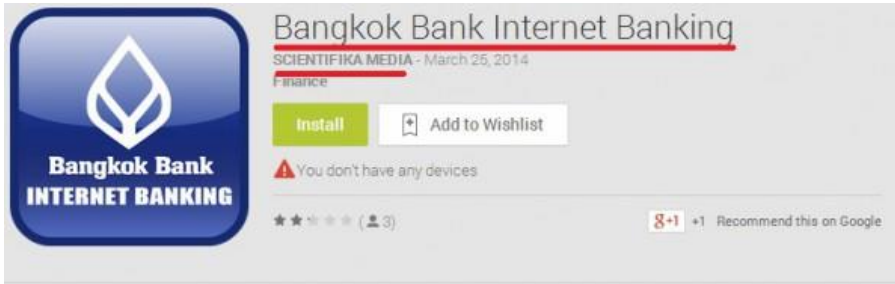 Bangkok Bank Internet Banking
SCIENTIFIKA MEDIA - March 25, 2014
Finance
Install
Add to Wishlist
You don't have any devices
Bangkok Bank
INTERNET BANKING
(3)
g+1 +1 Recommend this on Google